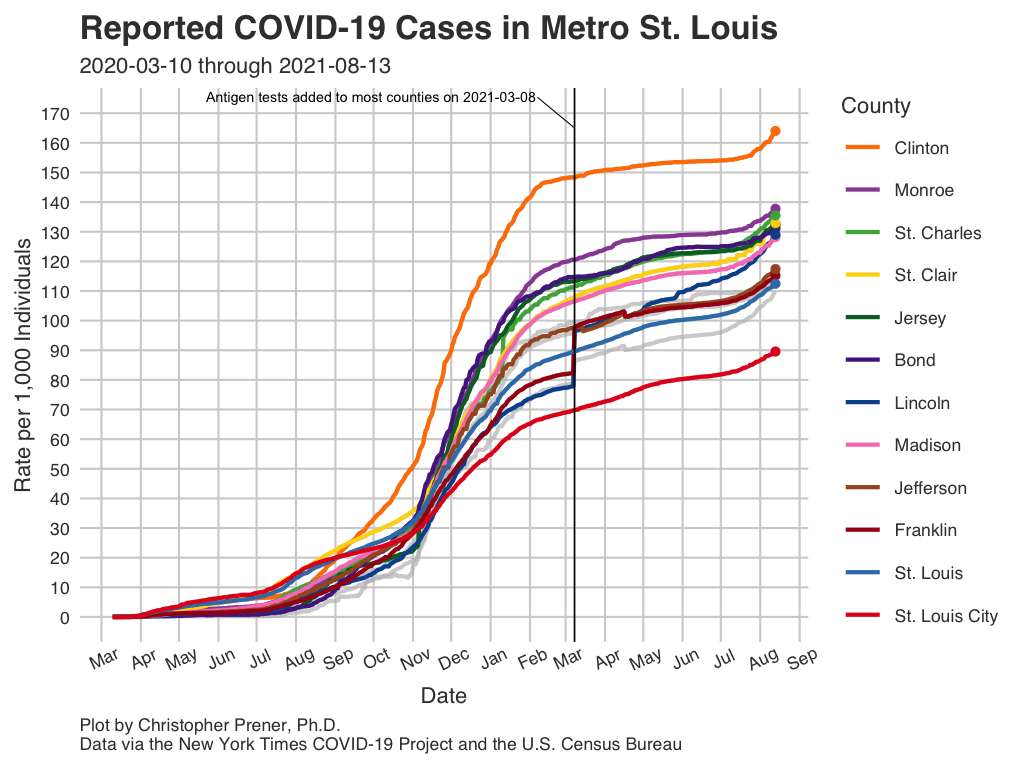 Reported COVID-19 Cases in Metro St. Louis
2020-03-10 through 2021-08-13
Antigen tests added to most counties on 2021-03-08
Rate per 1,000 Individuals
170
160
150
140
130
120
110
100
90
80
70
60
50
40
30
20
10
0
Mar Apr May Jun Jul Aug Sep Oct Nov Dec Jan Feb Mar Apr May Jun Jul Aug Sep
Date
County
Clinton
Monroe
St. Charles
St. Clair
Jersey
Bond
Lincoln
Madison
Jefferson
Franklin
St. Louis
St. Louis City
Plot by Christopher Prener, Ph.D.
Data via the New York Times COVID-19 Project and the U.S. Census Bureau